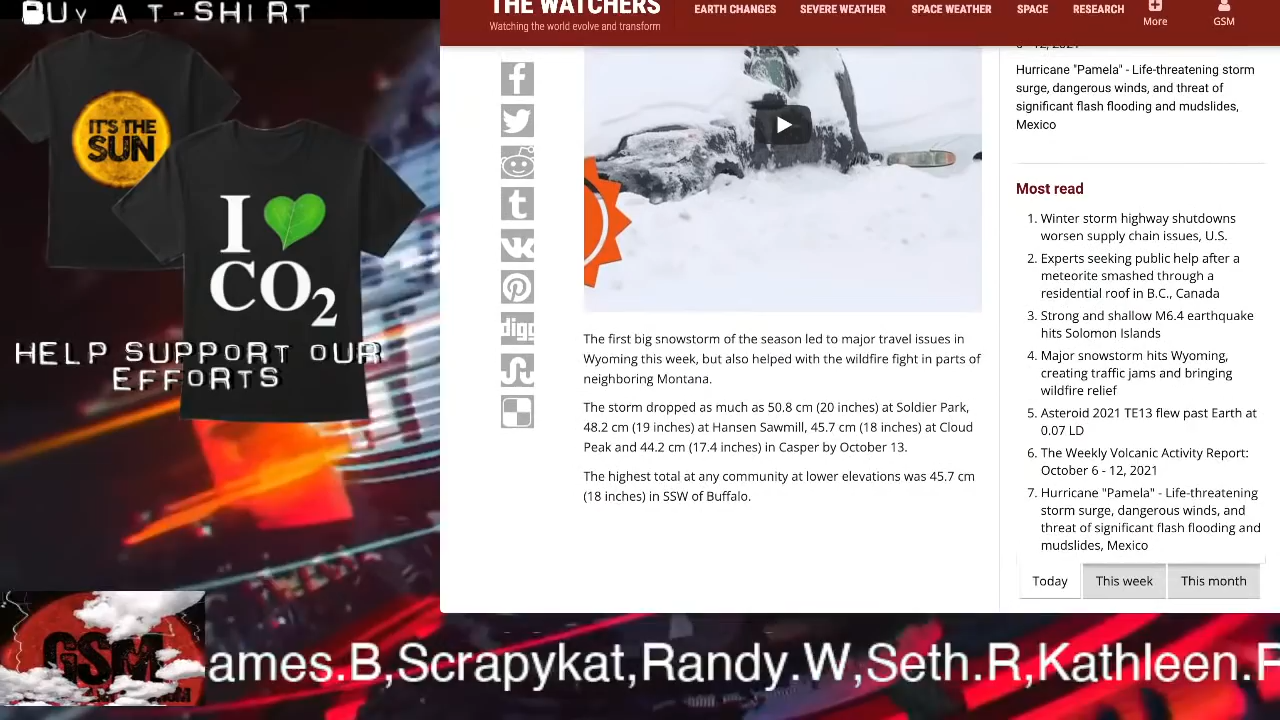 BUY A T-SHIRT
IT'S THE
SUN
I
CO2
HELP SUPPORT OUR
EFFORTS
GSM
THE WATCHERS
Watching the world evolve and transform
EARTH CHANGES
SEVERE WEATHER
SPACE WEATHER
SPACE
RESEARCH
More
GSM
digg
Hurricane "Pamela" - Life-threatening storm
surge, dangerous winds, and threat of
significant flash flooding and mudslides,
Mexico
The first big snowstorm of the season led to major travel issues in
Wyoming this week, but also helped with the wildfire fight in parts of
neighboring Montana.
The storm dropped as much as 50.8 cm (20 inches) at Soldier Park,
48.2 cm (19 inches) at Hansen Sawmill, 45.7 cm (18 inches) at Cloud
Peak and 44.2 cm (17.4 inches) in Casper by October 13.
The highest total at any community at lower elevations was 45.7 cm
(18 inches) in SSW of Buffalo.
Most read
1. Winter storm highway shutdowns
worsen supply chain issues, U.S.
2. Experts seeking public help after a
meteorite smashed through a
residential roof in B.C., Canada
3. Strong and shallow M6.4 earthquake
hits Solomon Islands
4. Major snowstorm hits Wyoming,
creating traffic jams and bringing
wildfire relief
5. Asteroid 2021 TE13 flew past Earth at
0.07 LD
6. The Weekly Volcanic Activity Report:
October 6 - 12, 2021
7. Hurricane "Pamela" - Life-threatening
storm surge, dangerous winds, and
threat of significant flash flooding and
mudslides, Mexico
Today
This week
This month
ames.B,Scrapykat,Randy.W,Seth.R,Kathleen.